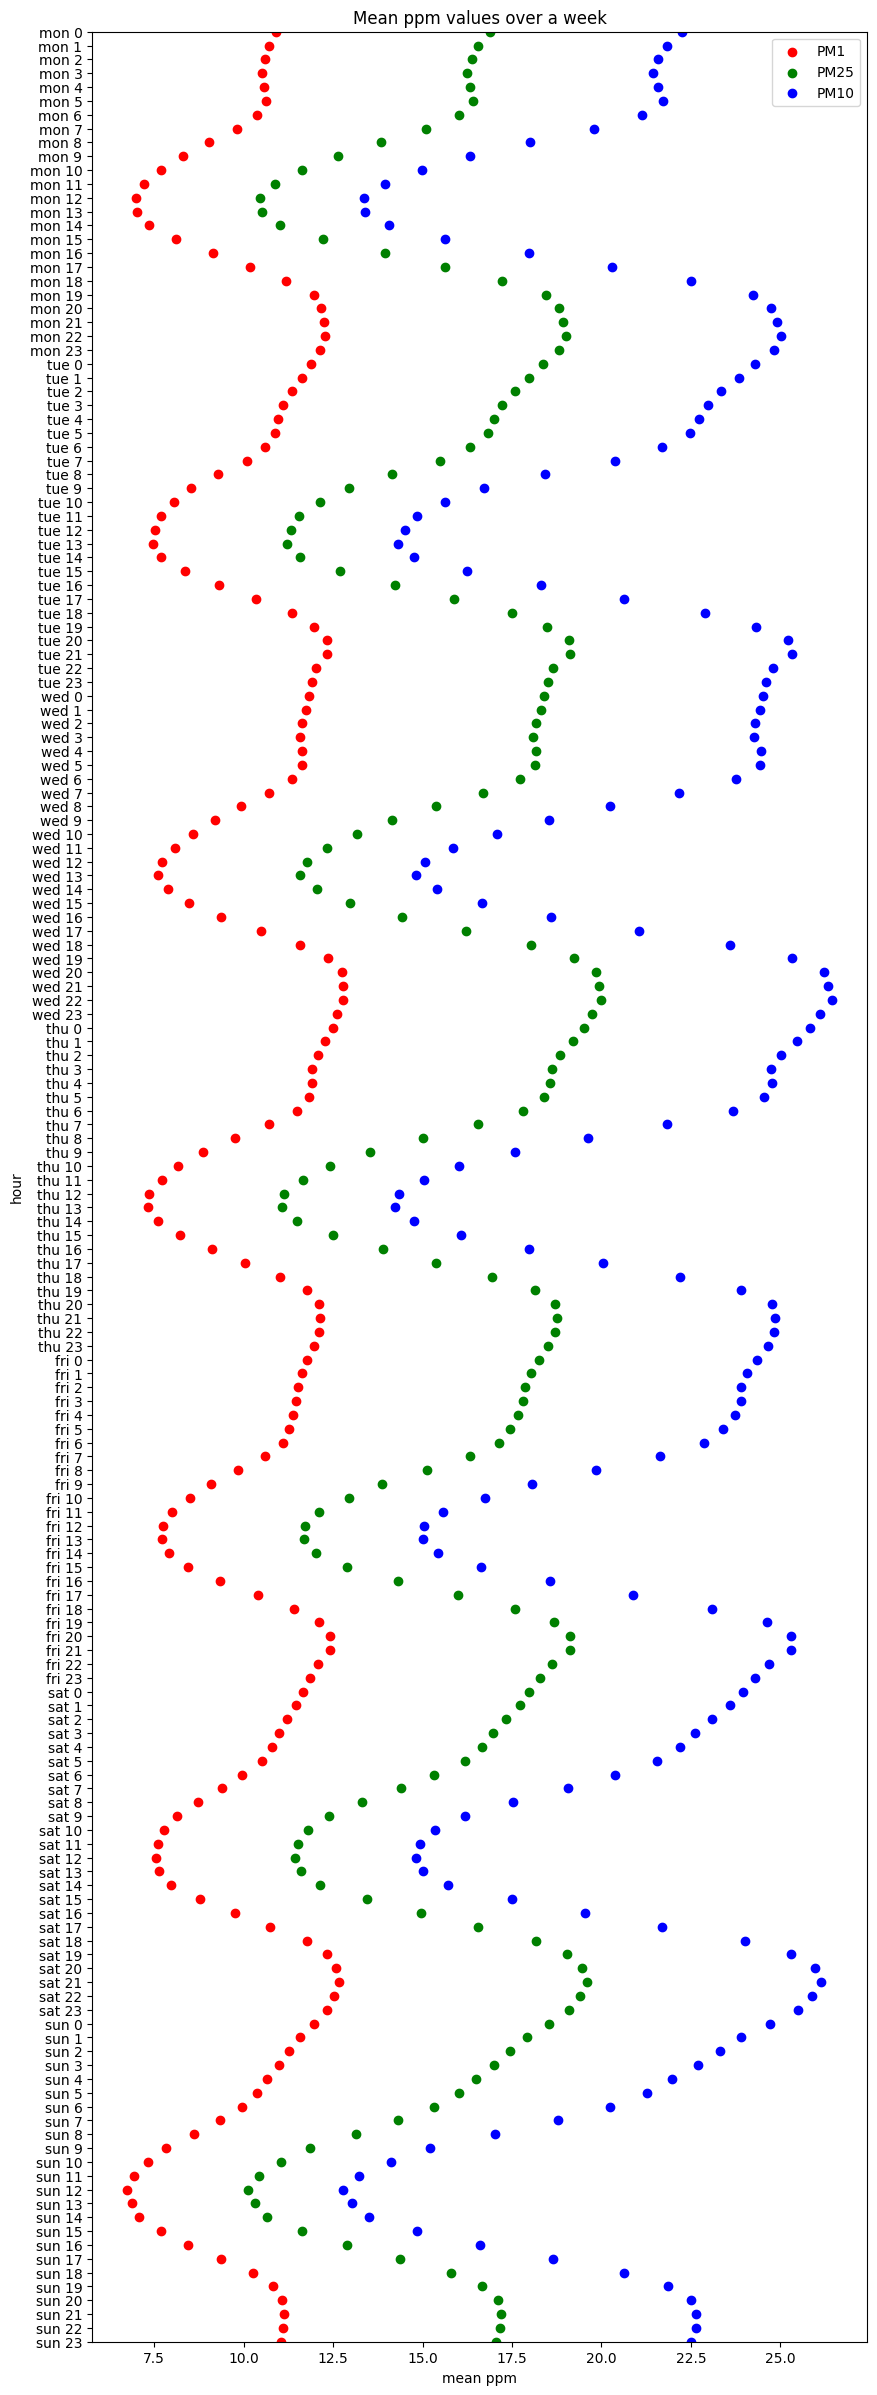 Mean ppm values over a week
PM1
PM25
PM10
mon 0
mon 1
mon 2
mon 3
mon 4
mon 5
mon 6
mon 7
mon 8
mon 9
mon 10
mon 11
mon 12
mon 13
mon 14
mon 15
mon 16
mon 17
mon 18
mon 19
mon 20
mon 21
mon 22
mon 23
tue 0
tue 1
tue 2
tue 3
tue 4
tue 5
tue 6
tue 7
tue 8
tue 9
tue 10
tue 11
tue 12
tue 13
tue 14
tue 15
tue 16
tue 17
tue 18
tue 19
tue 20
tue 21
tue 22
tue 23
wed 0
wed 1
wed 2
wed 3
wed 4
wed 5
wed 6
wed 7
wed 8
wed 9
wed 10
wed 11
wed 12
wed 13
wed 14
wed 15
wed 16
wed 17
wed 18
wed 19
wed 20
wed 21
wed 22
wed 23
thu 0
thu 1
thu 2
thu 3
thu 4
thu 5
thu 6
thu 7
thu 8
thu 9
thu 10
thu 11
thu 12
thu 13
thu 14
thu 15
thu 16
thu 17
thu 18
thu 19
thu 20
thu 21
thu 22
thu 23
fri 0
fri 1
fri 2
fri 3
fri 4
fri 5
fri 6
fri 7
fri 8
fri 9
fri 10
fri 11
fri 12
fri 13
fri 14
fri 15
fri 16
fri 17
fri 18
fri 19
fri 20
fri 21
fri 22
fri 23
sat 0
sat 1
sat 2
sat 3
sat 4
sat 5
sat 6
sat 7
sat 8
sat 9
sat 10
sat 11
sat 12
sat 13
sat 14
sat 15
sat 16
sat 17
sat 18
sat 19
sat 20
sat 21
sat 22
sat 23
sun 0
sun 1
sun 2
sun 3
sun 4
sun 5
sun 6
sun 7
sun 8
sun 9
sun 10
sun 11
sun 12
sun 13
sun 14
sun 15
sun 16
sun 17
sun 18
sun 19
sun 20
sun 21
sun 22
sun 23
hour
7.5 10.0 12.5 15.0 17.5 20.0 22.5 25.0
mean ppm